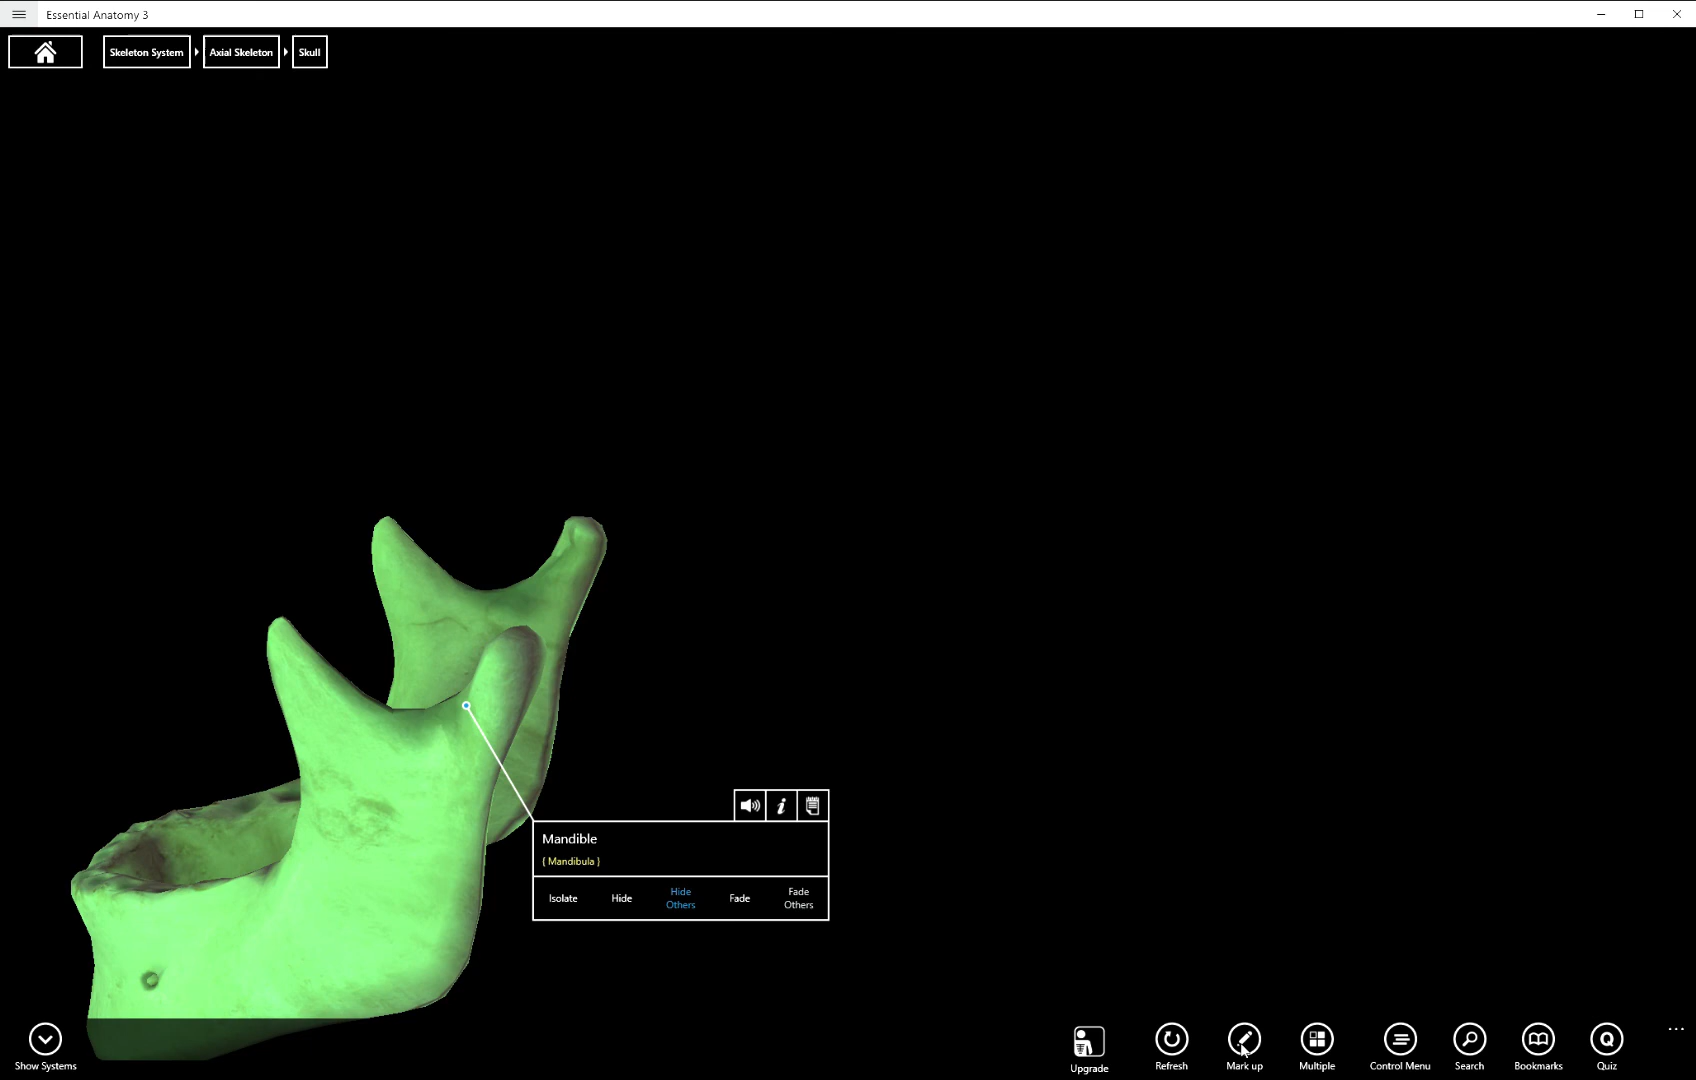 Essential Anatomy 3
Skeleton System
Axial Skeleton
Skull
Mandible
( Mandibula )
Isolate
Hide
Hide
Others
Fade
Fade
Others
Show Systems
Upgrade
Refresh
Mark up
Multiple
Control Menu
Search
Bookmarks
Q
Quiz